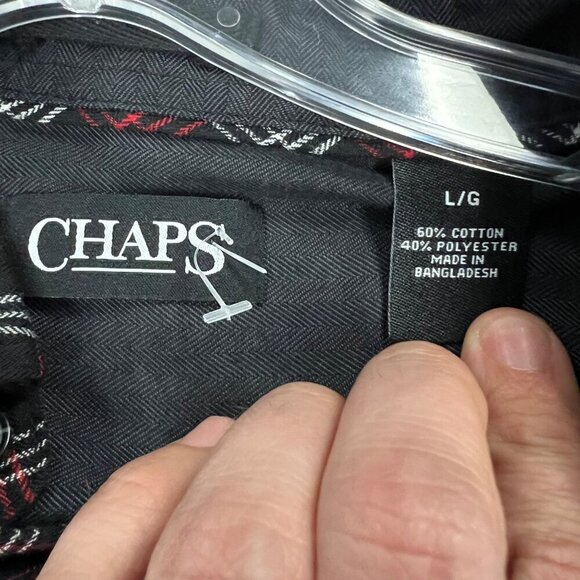 CHAPS
L/G
60% COTTON
40% POLYESTER
MADE IN
BANGLADESH